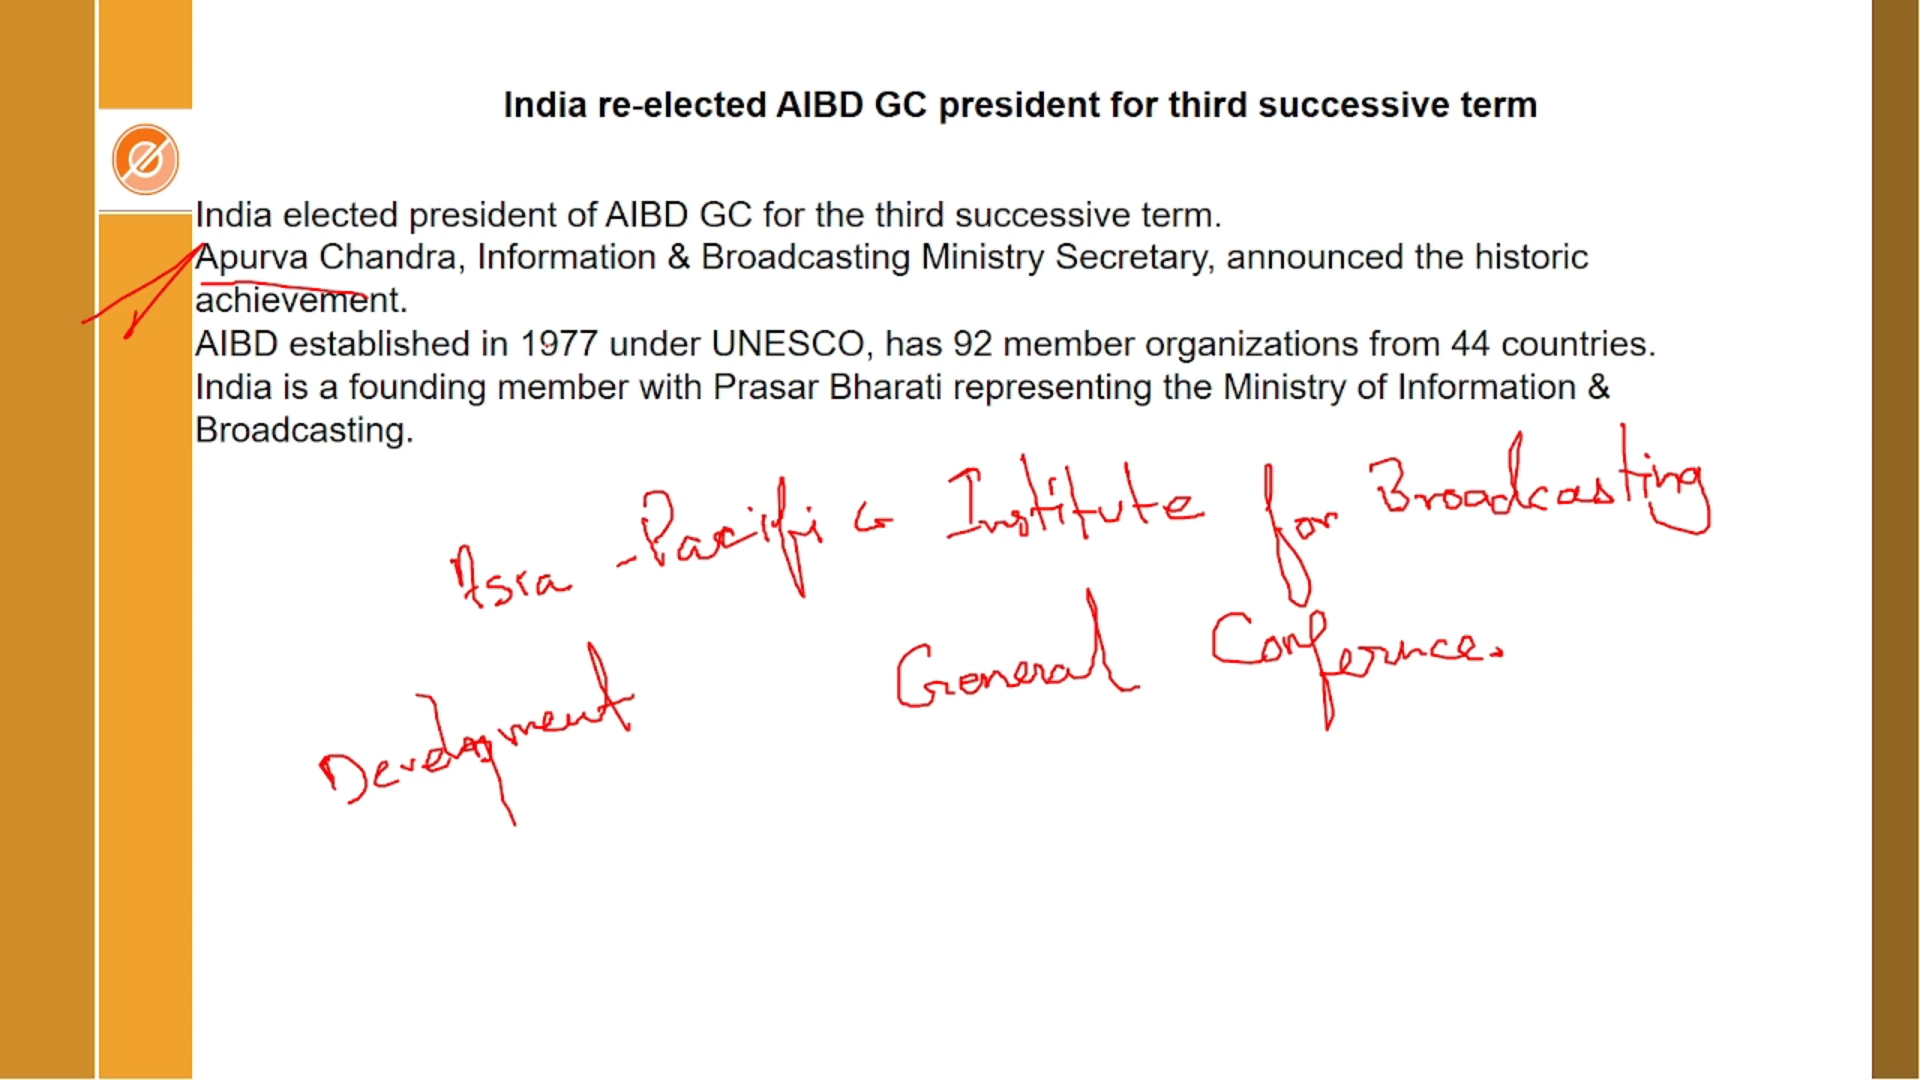 India re-elected AIBD GC president for third successive term
India elected president of AIBD GC for the third successive term.
Apurva Chandra, Information & Broadcasting Ministry Secretary, announced the historic
achievement.
AIBD established in 1977 under UNESCO, has 92 member organizations from 44 countries.
India is a founding member with Prasar Bharati representing the Ministry of Information &
Broadcasting.
Asia - Pacific Institute for Broadcasting
Development General Conference.